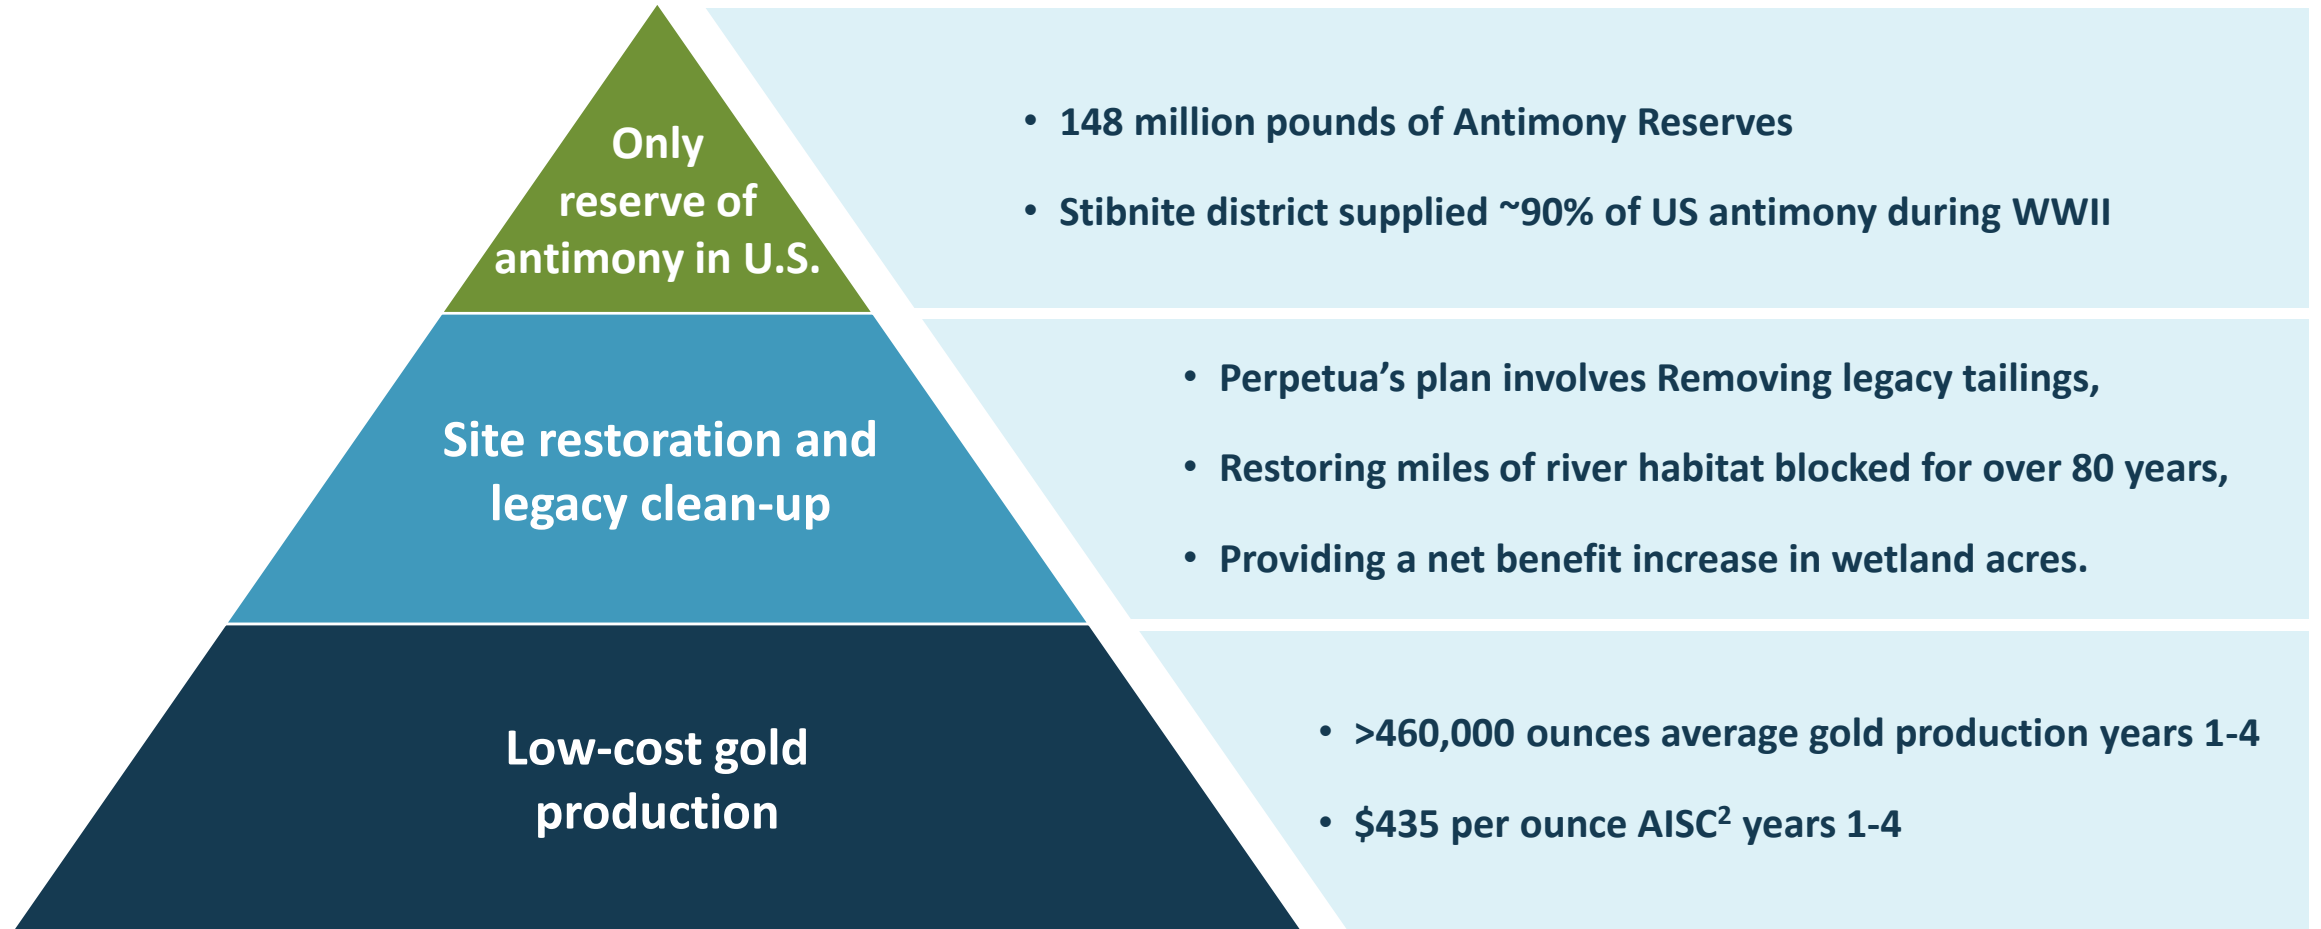 Only
reserve of
antimony in U.S.
• 148 million pounds of Antimony Reserves
• Stibnite district supplied ~90% of US antimony during WWII
Site restoration and
legacy clean-up
• Perpetua’s plan involves Removing legacy tailings,
• Restoring miles of river habitat blocked for over 80 years,
• Providing a net benefit increase in wetland acres.
Low-cost gold
production
• >460,000 ounces average gold production years 1-4
• $435 per ounce AISC² years 1-4